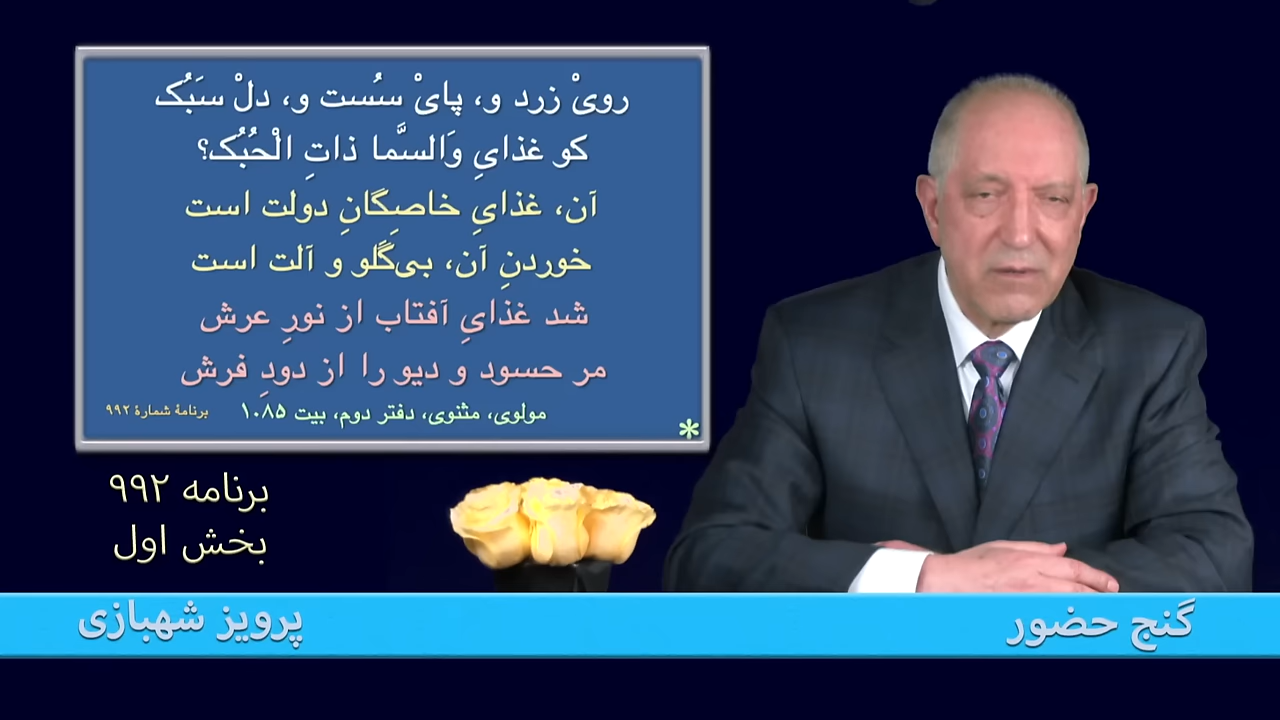 رویْ زرد و، پایْ سُست و، دلْ سَبُک
کو غذایِ وَالسَّما ذاتِ الْحُبُک؟
آن، غذایِ خاصِگانِ دولت است
خوردنِ آن، بی‌گَلو و آلت است
شد غذایِ آفتاب از نورِ عرش
مر حسود و دیو را از دودِ فرش
مولوی، مثنوی، دفتر دوم، بیت ۱۰۸۵
برنامهٔ شمارهٔ ۹۹۲
*
برنامه ۹۹۲
بخش اول
گنج حضور
پرویز شهبازی